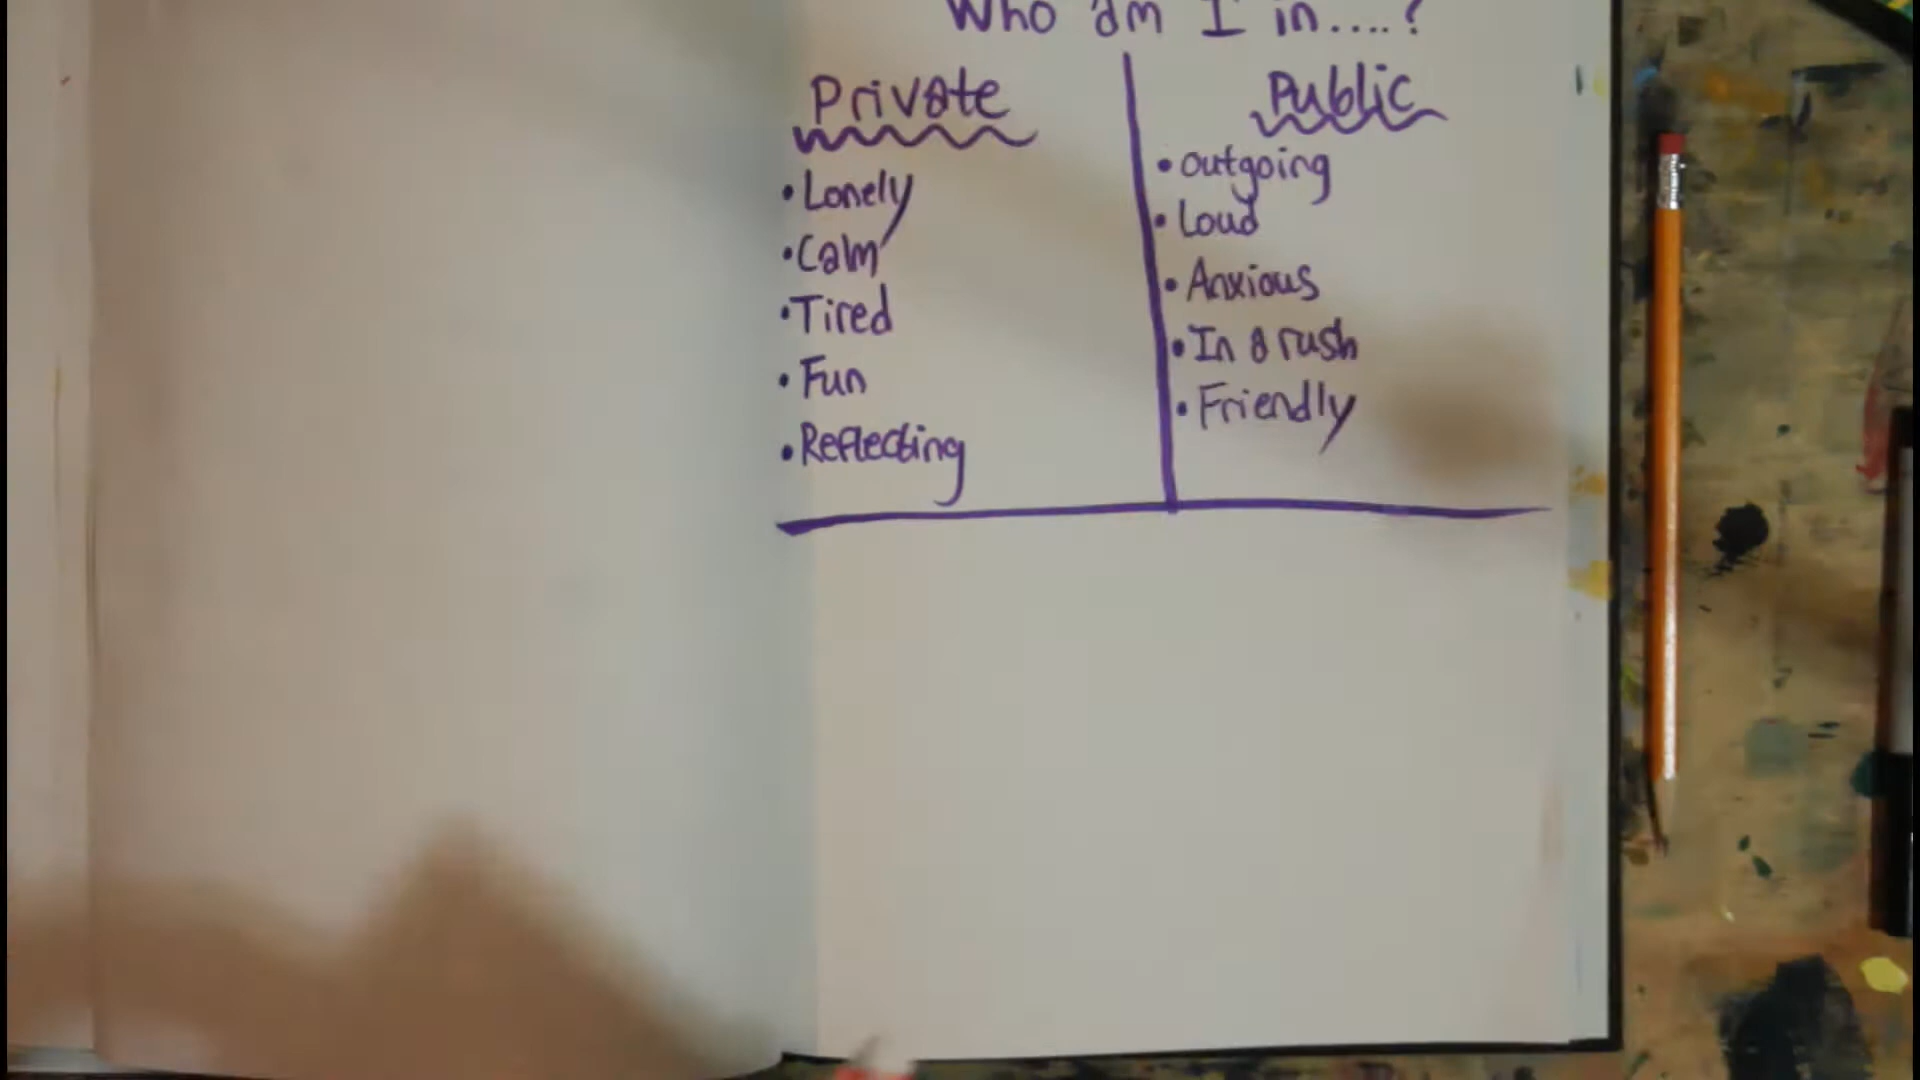 Who am I in....?
Private
• Lonely
• Calm
• Tired
• Fun
• Reflecting
Public
• outgoing
• Loud
• Anxious
• In a rush
• Friendly